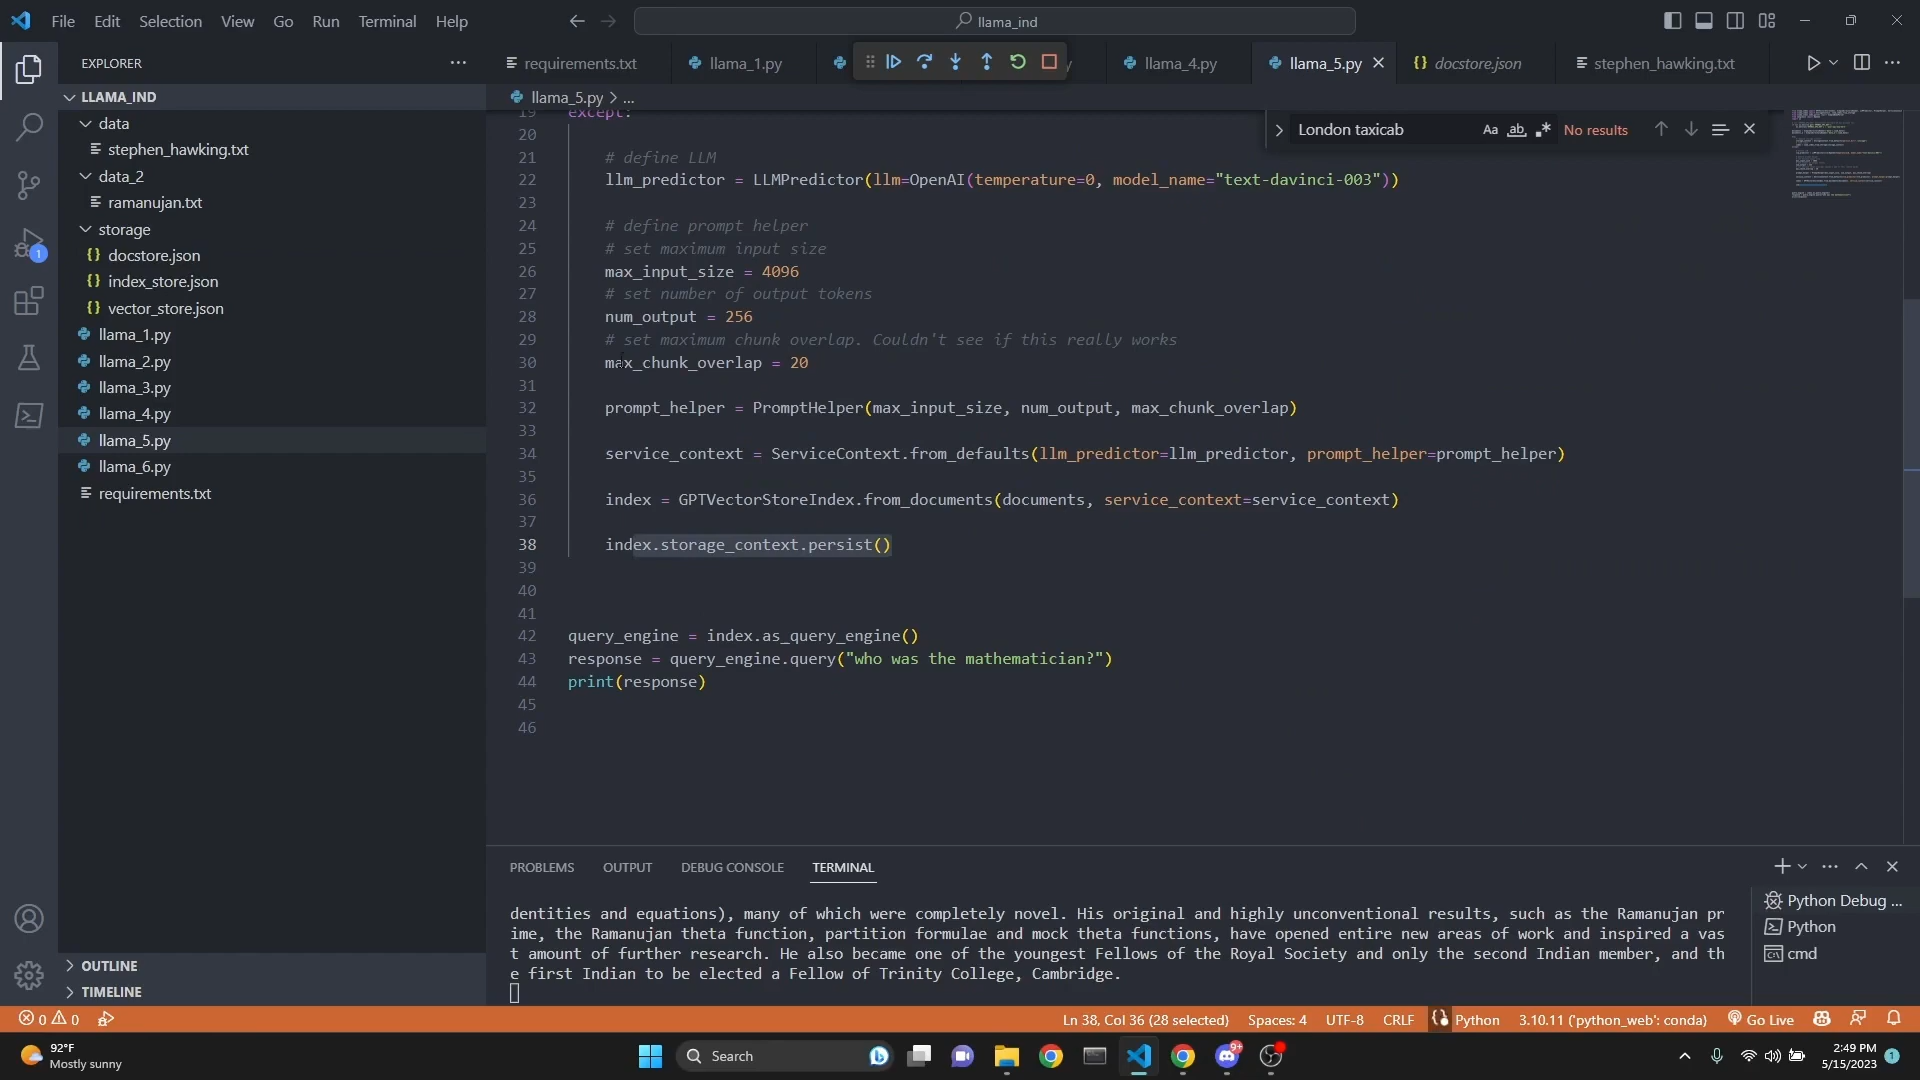 File Edit Selection View Go Run Terminal Help
llama_ind
EXPLORER
requirements.txt
llama_1.py
y
llama_4.py
llama_5.py
docstore.json
stephen_hawking.txt
LLAMA_IND
data
stephen_hawking.txt
data_2
ramanujan.txt
storage
docstore.json
index_store.json
vector_store.json
llama_1.py
llama_2.py
llama_3.py
llama_4.py
llama_5.py
llama_6.py
requirements.txt
OUTLINE
TIMELINE
1
llama_5.py > ...
London taxicab
Aa ab * No results
19 except:
20
21 # define LLM
22 llm_predictor = LLMPredictor(llm=OpenAI(temperature=0, model_name="text-davinci-003"))
23
24 # define prompt helper
25 # set maximum input size
26 max_input_size = 4096
27 # set number of output tokens
28 num_output = 256
29 # set maximum chunk overlap. Couldn't see if this really works
30 max_chunk_overlap = 20
31
32 prompt_helper = PromptHelper(max_input_size, num_output, max_chunk_overlap)
33
34 service_context = ServiceContext.from_defaults(llm_predictor=llm_predictor, prompt_helper=prompt_helper)
35
36 index = GPTVectorStoreIndex.from_documents(documents, service_context=service_context)
37
38 index.storage_context.persist()
39
40
41
42 query_engine = index.as_query_engine()
43 response = query_engine.query("who was the mathematician?")
44 print(response)
45
46
PROBLEMS OUTPUT DEBUG CONSOLE TERMINAL
dentities and equations), many of which were completely novel. His original and highly unconventional results, such as the Ramanujan pr
ime, the Ramanujan theta function, partition formulae and mock theta functions, have opened entire new areas of work and inspired a vas
t amount of further research. He also became one of the youngest Fellows of the Royal Society and only the second Indian member, and th
e first Indian to be elected a Fellow of Trinity College, Cambridge.
Python Debug ...
Python
cmd
0 0
Ln 38, Col 36 (28 selected) Spaces: 4 UTF-8 CRLF Python 3.10.11 ('python_web': conda) Go Live
92°F
Mostly sunny
Search
9+
2:49 PM
5/15/2023
1